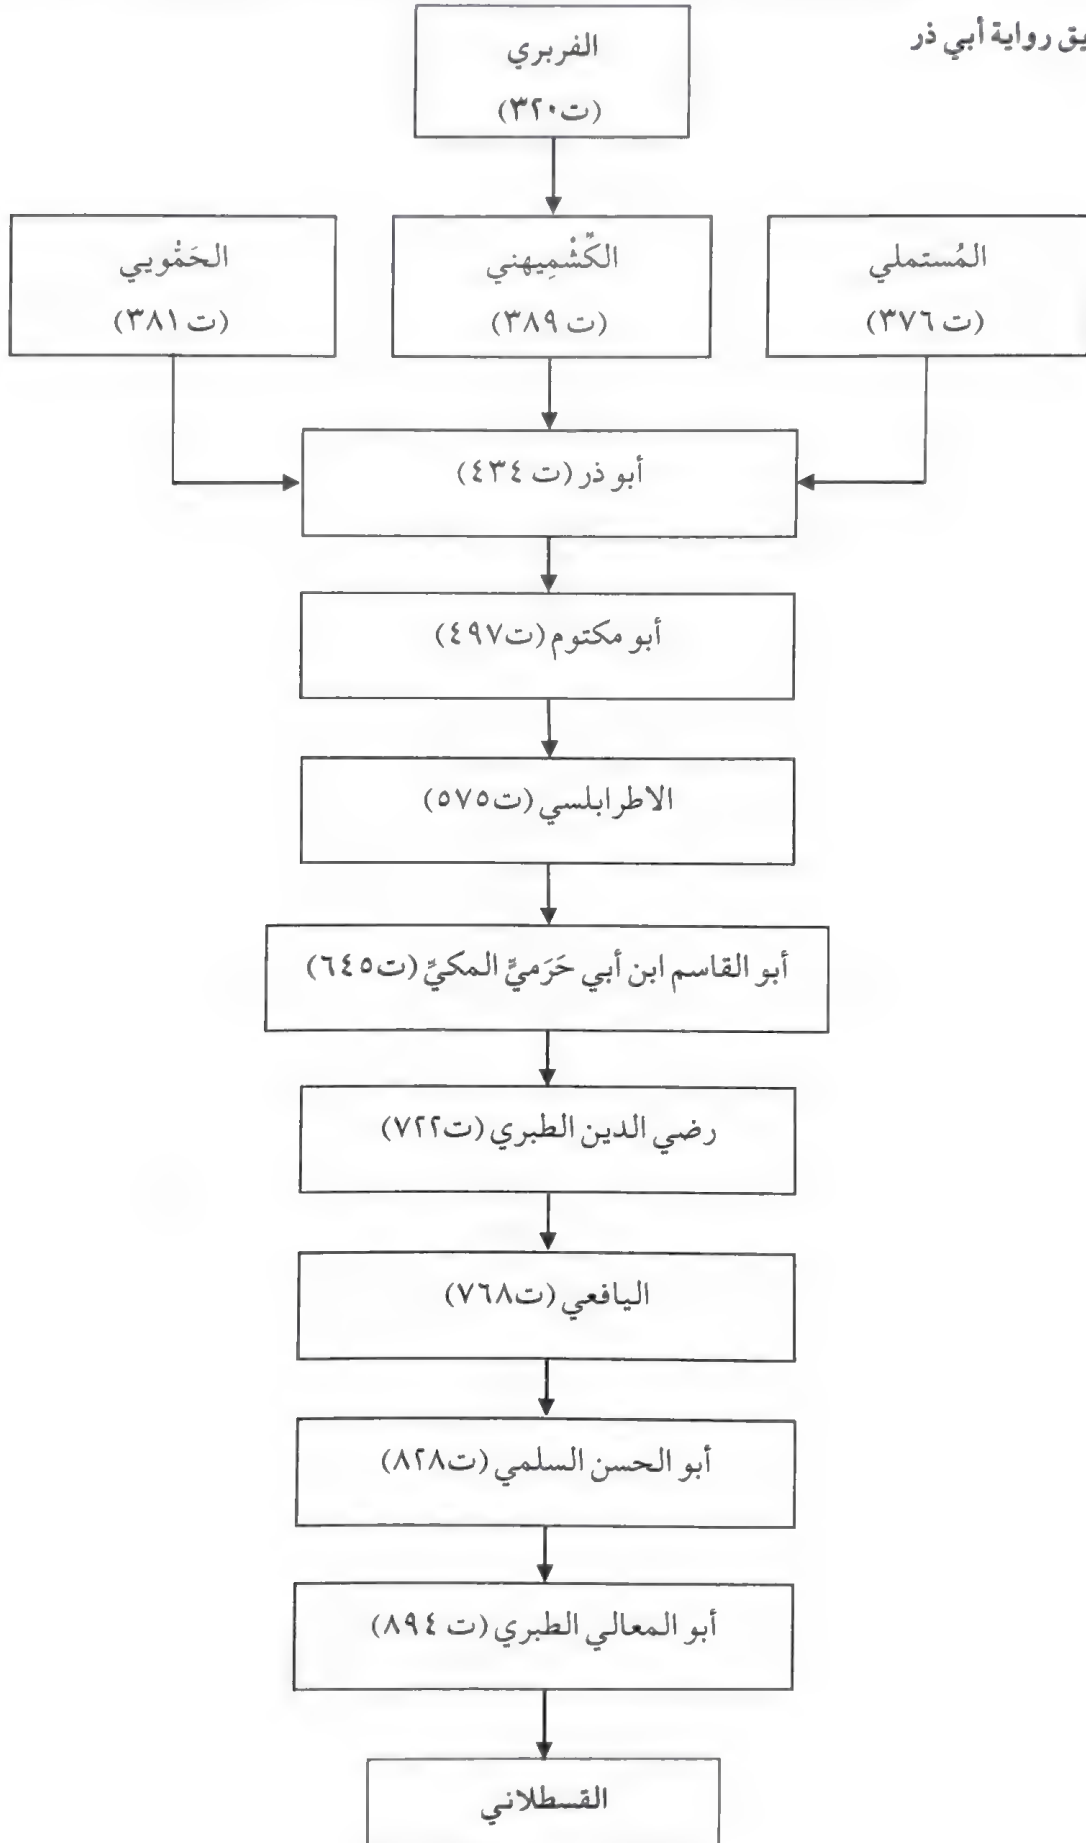 رواية أبي ذر
الفربري
(ت٣٢٠)
المُستملي
(ت ٣٧٦)
الكِّشْمِيهني
(ت ٣٨٩)
الحَمُّويي
(ت ٣٨١)
أبو ذر (ت ٤٣٤)
أبو مكتوم (ت٤٩٧)
الاطرابلسي (ت٥٧٥)
أبو القاسم ابن أبي حَرَميٍّ المكيِّ (ت٦٤٥)
رضي الدين الطبري (ت٧٢٢)
اليافعي (ت٧٦٨)
أبو الحسن السلمي (ت٨٢٨)
أبو المعالي الطبري (ت ٨٩٤)
القسطلاني